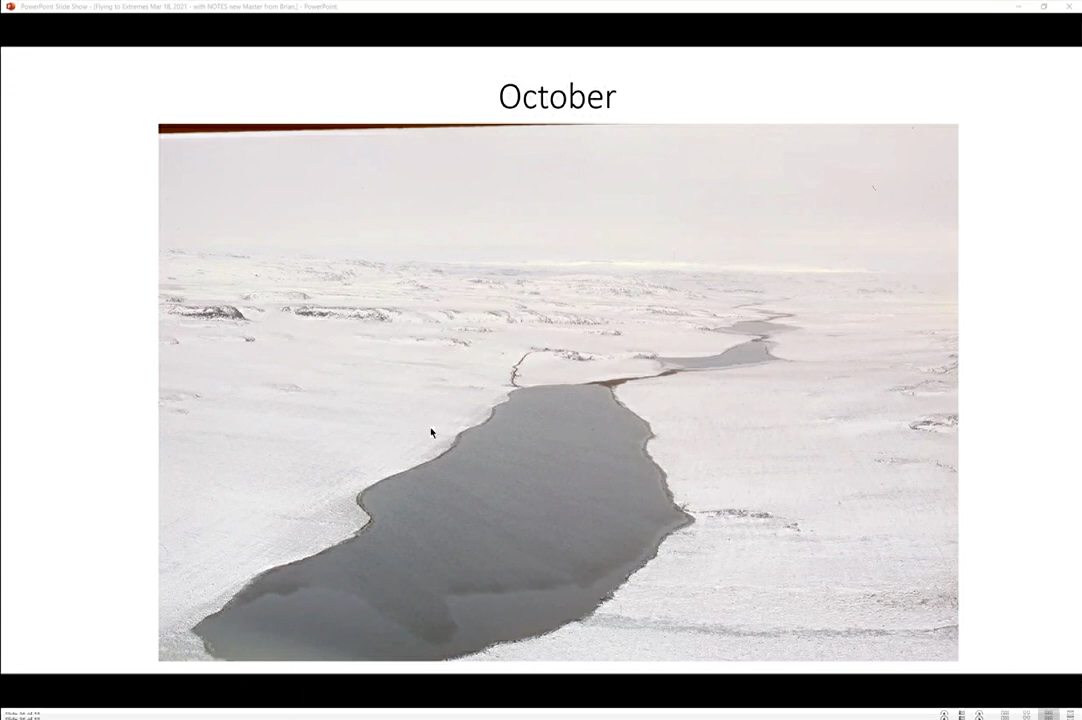 PowerPoint Slide Show - [Flying to Extremes Mar 18, 2021 - with NOTES new Master from Brian,] - PowerPoint
October